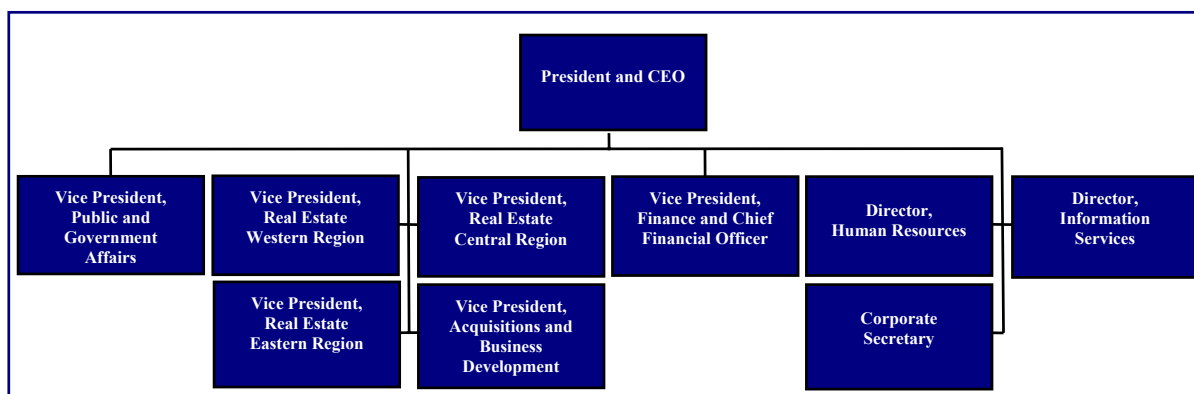 President and CEO
Vice President,
Public and
Government
Affairs
Vice President,
Real Estate
Western Region
Vice President,
Real Estate
Central Region
Vice President,
Finance and Chief
Financial Officer
Director,
Human Resources
Director,
Information
Services
Vice President,
Real Estate
Eastern Region
Vice President,
Acquisitions and
Business
Development
Corporate
Secretary